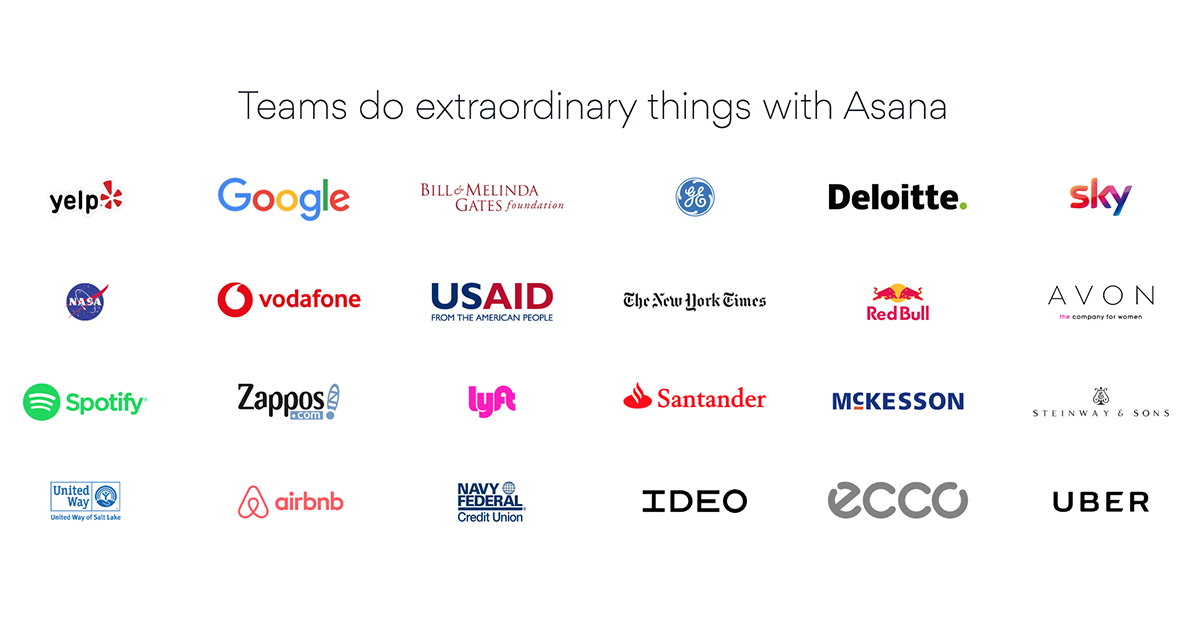 Teams do extraordinary things with Asana
yelp
Google
BILL & MELINDA
GATES foundation
GE
Deloitte.
sky
NASA
vodafone
USAID
FROM THE AMERICAN PEOPLE
The New York Times
Red Bull
AVON
the company for women
Spotify®
Zappos!
.com
lyft
Santander
MCKESSON
STEINWAY & SONS
United
Way
United Way of Salt Lake
airbnb
NAVY
FEDERAL
Credit Union
IDEO
ecco
UBER